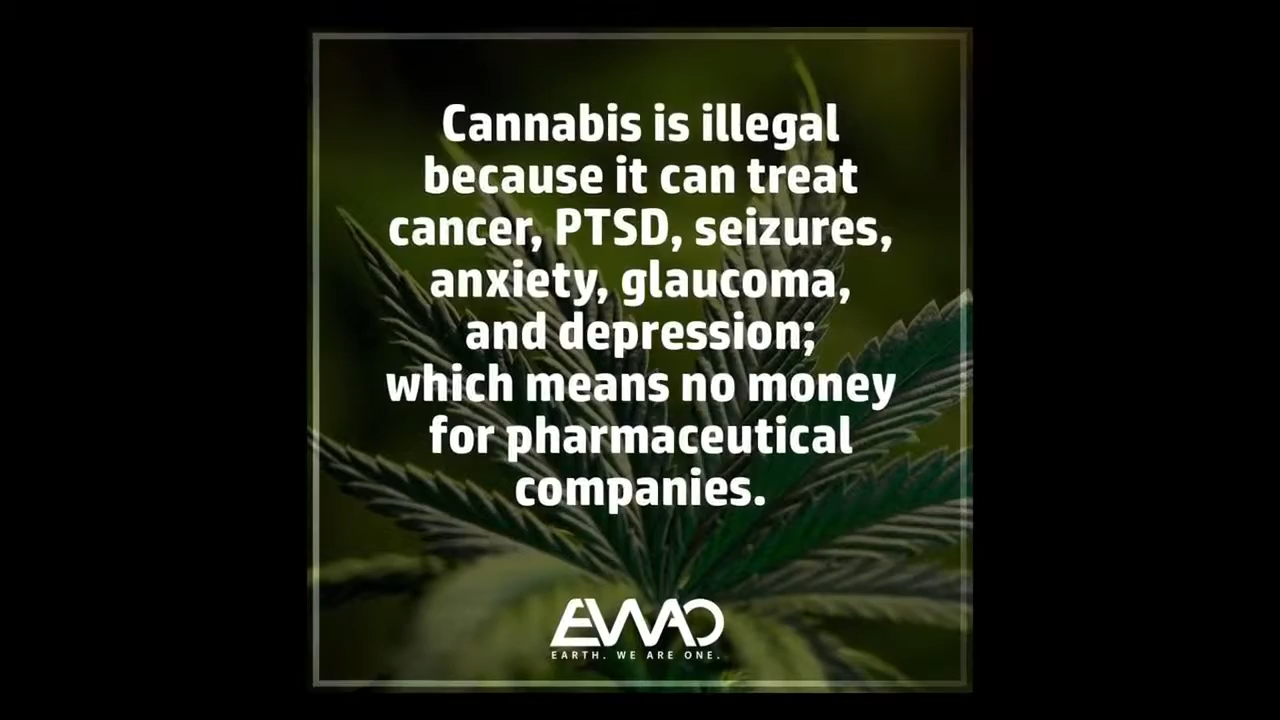 Cannabis is illegal
because it can treat
cancer, PTSD, seizures,
anxiety, glaucoma,
and depression;
which means no money
for pharmaceutical
companies.
EWAO
EARTH. WE ARE ONE.